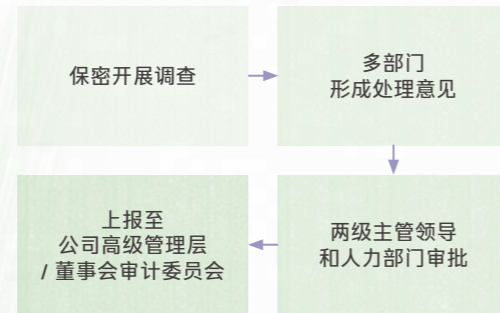 保密开展调查
多部门
形成处理意见
两级主管领导
和人力部门审批
上报至
公司高级管理层
/ 董事会审计委员会